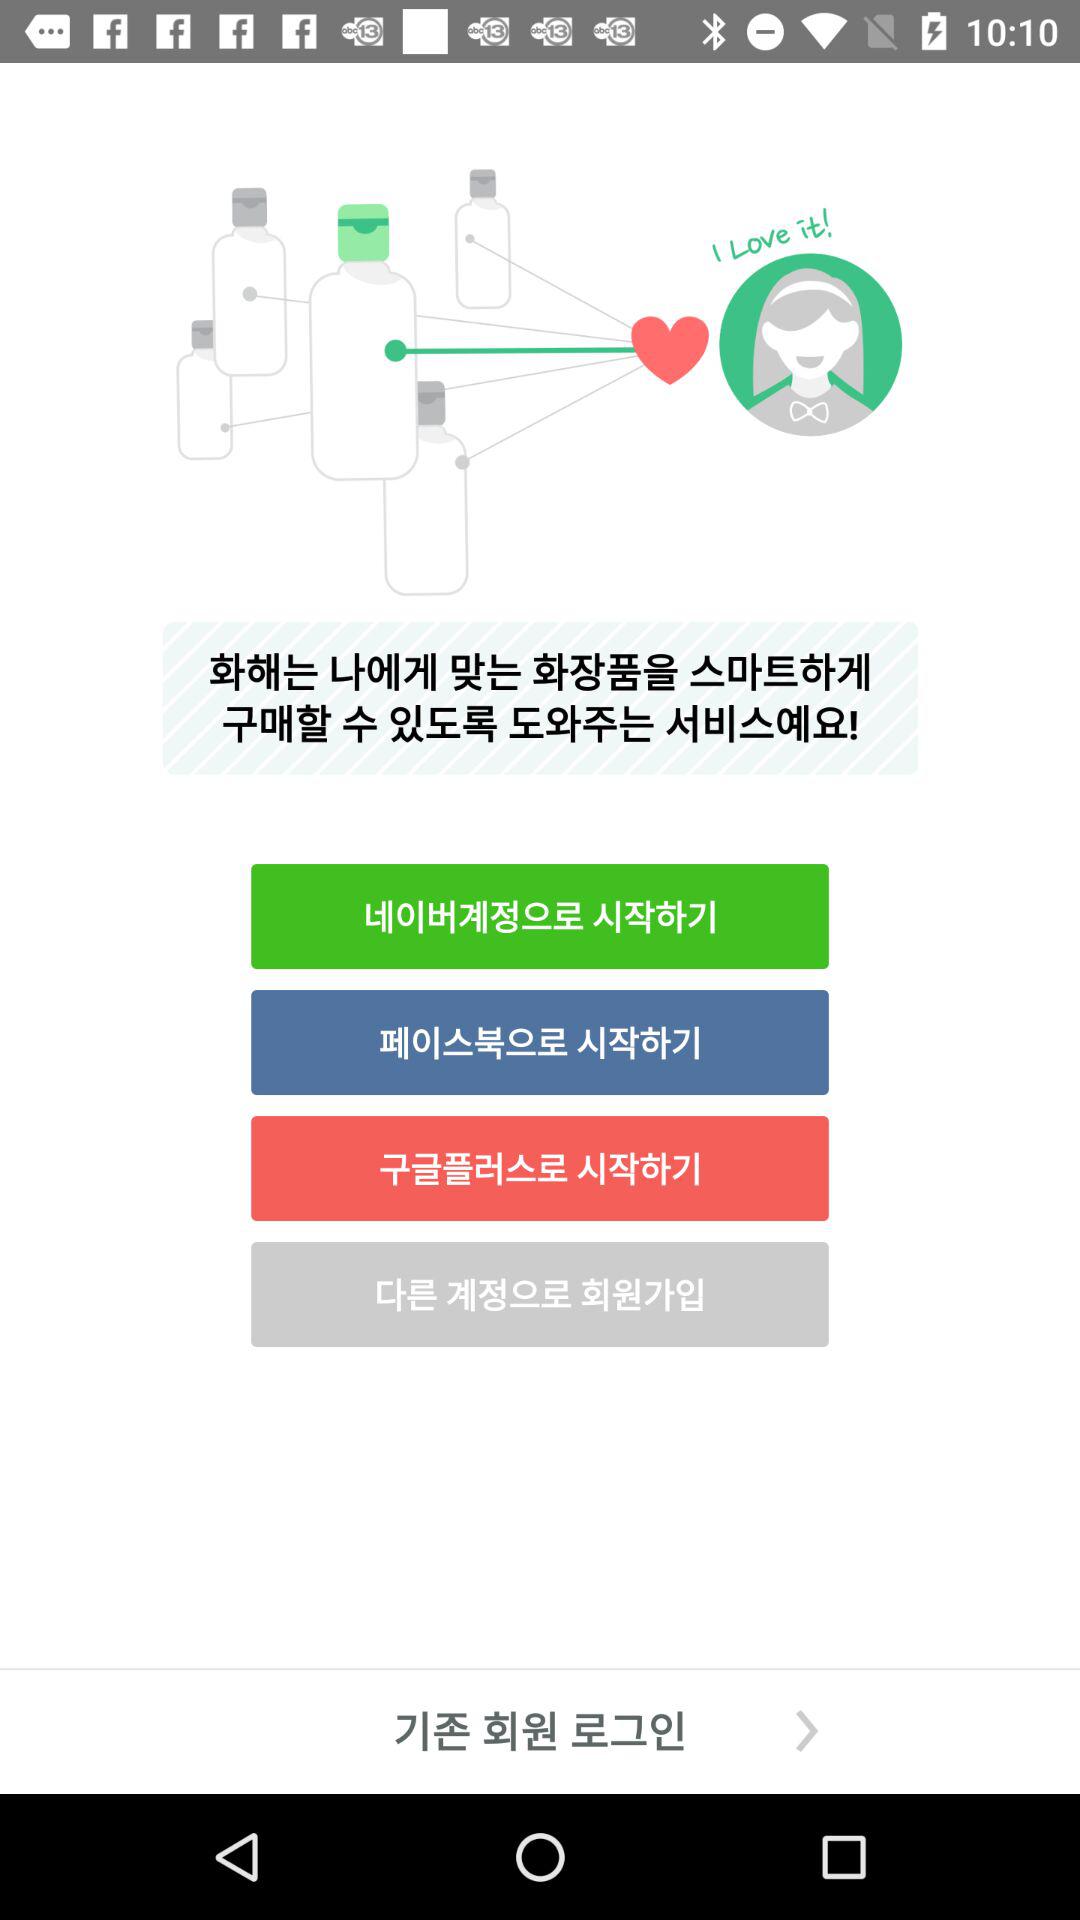 abc13 abc13 abc13 abc13 10:10
I Love it!
화해는 나에게 맞는 화장품을 스마트하게
구매할 수 있도록 도와주는 서비스예요!
네이버계정으로 시작하기
페이스북으로 시작하기
구글플러스로 시작하기
다른 계정으로 회원가입
기존 회원 로그인